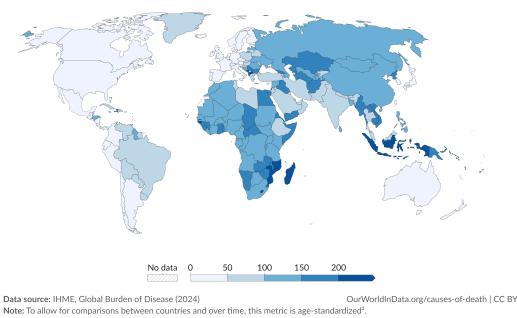 No data 0 50 100 150 200
Data source: IHME, Global Burden of Disease (2024) OurWorldinData.org/causes-of-death | CC BY
Note: To allow for comparisons between countries and over time, this metric is age-standardized².